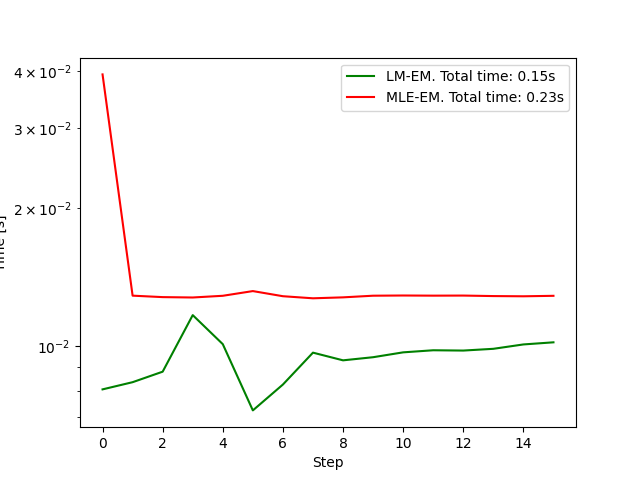 LM-EM. Total time: 0.15s
MLE-EM. Total time: 0.23s
4 × 10⁻²
3 × 10⁻²
2 × 10⁻²
10⁻²
0 2 4 6 8 10 12 14
Step